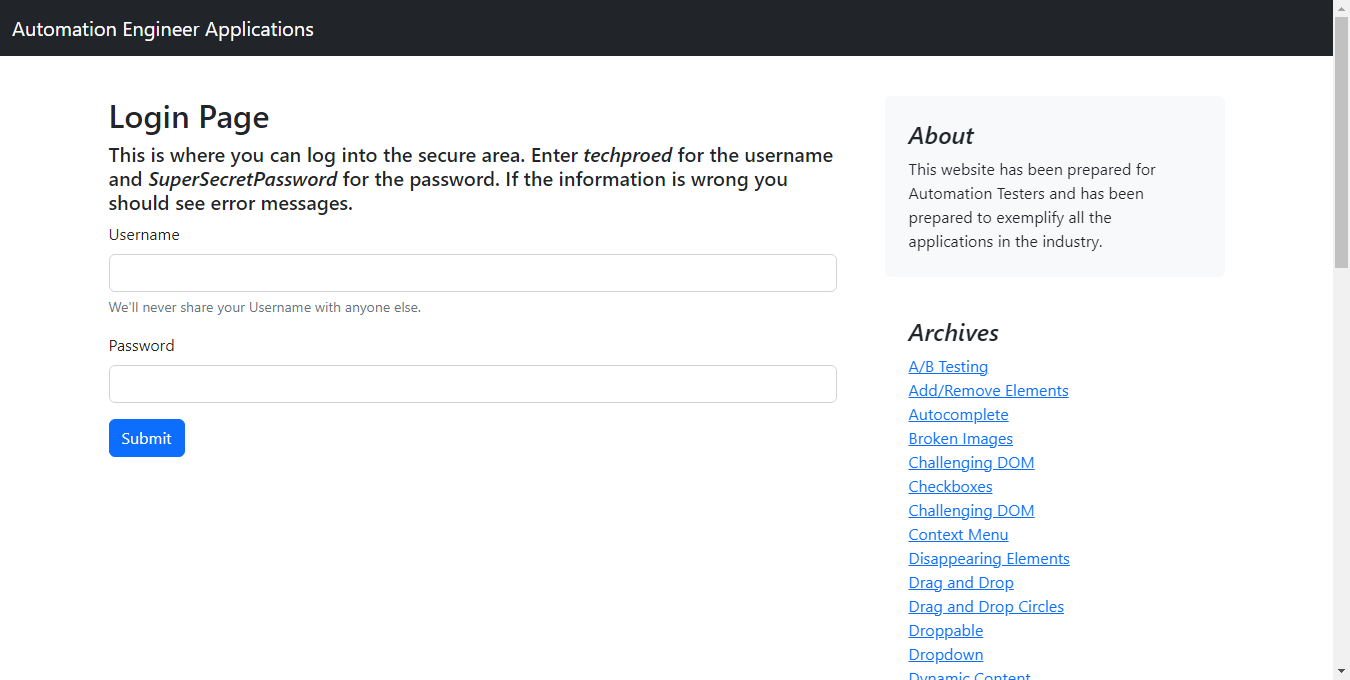 Automation Engineer Applications
Login Page
This is where you can log into the secure area. Enter techproed for the username
and SuperSecretPassword for the password. If the information is wrong you
should see error messages.
Username
We'll never share your Username with anyone else.
Password
Submit
About
This website has been prepared for
Automation Testers and has been
prepared to exemplify all the
applications in the industry.
Archives
A/B Testing
Add/Remove Elements
Autocomplete
Broken Images
Challenging DOM
Checkboxes
Challenging DOM
Context Menu
Disappearing Elements
Drag and Drop
Drag and Drop Circles
Droppable
Dropdown
Dynamic Content